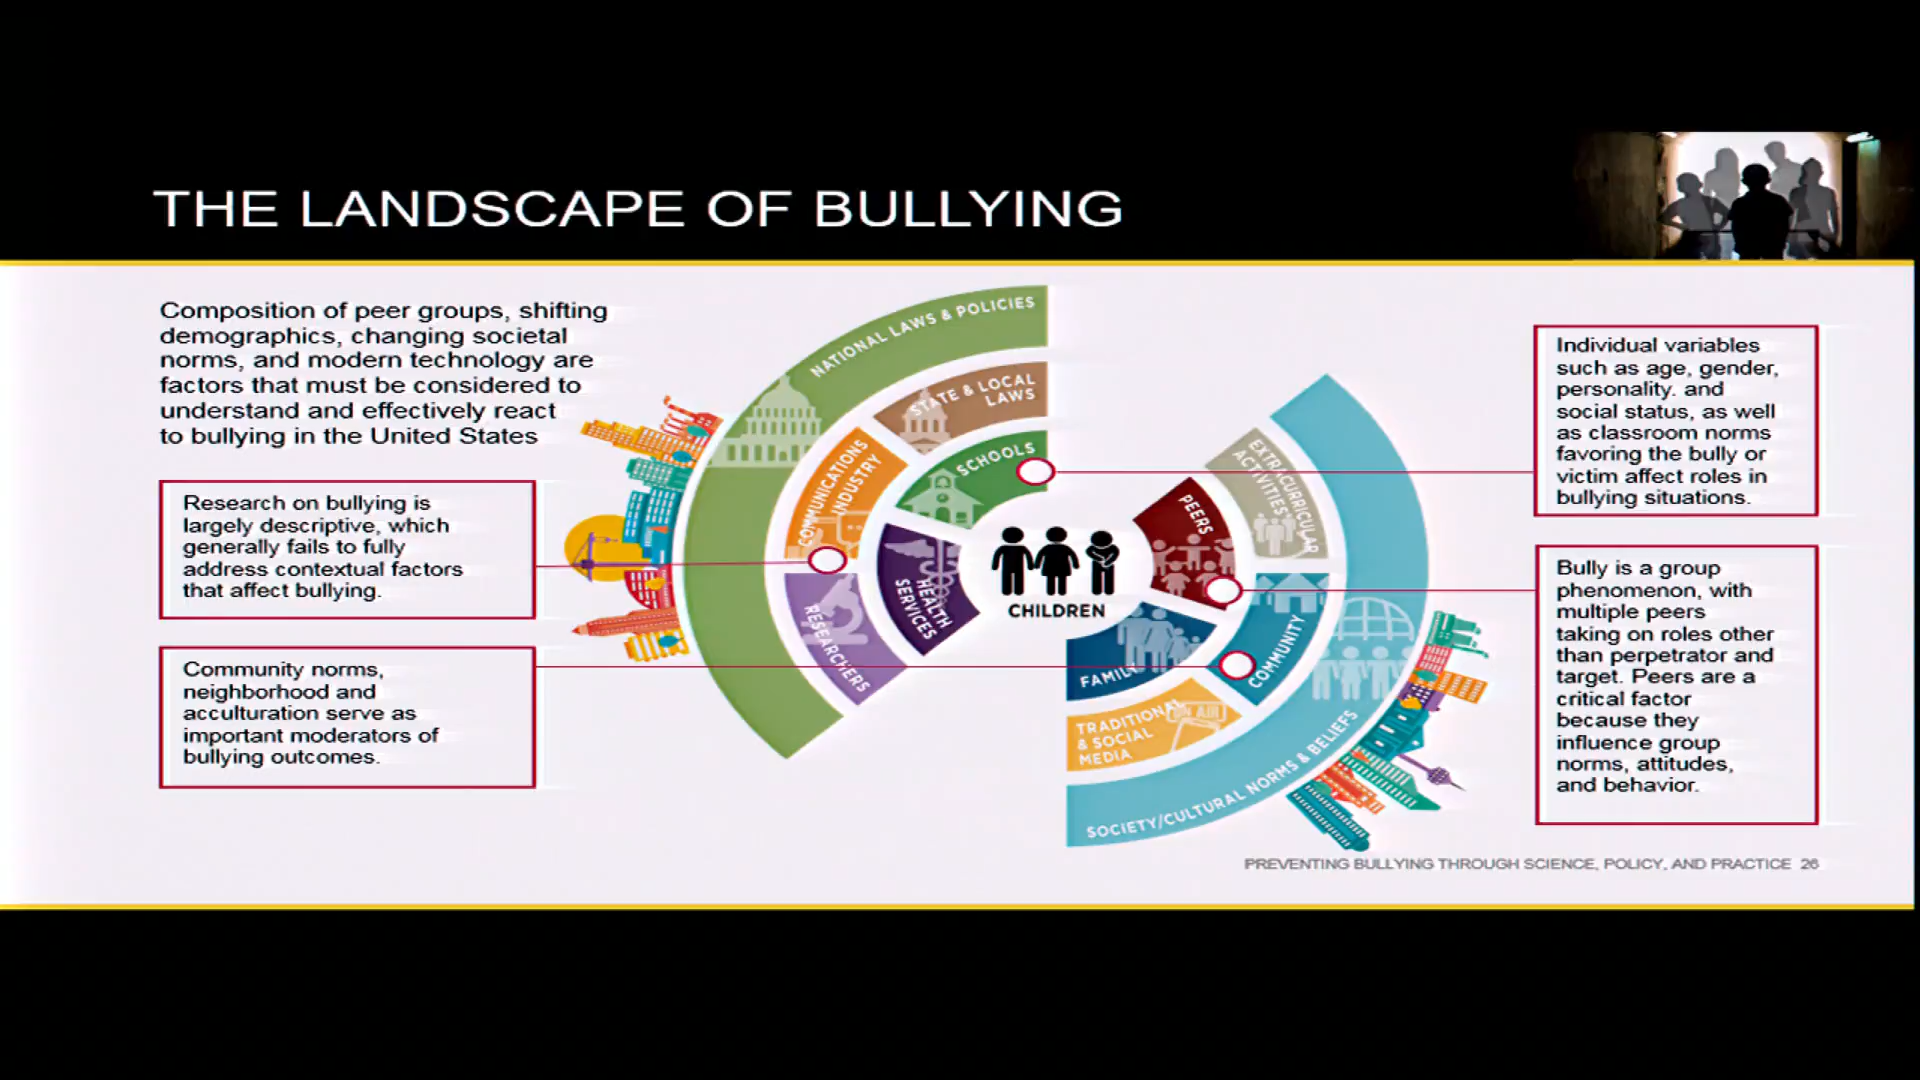 THE LANDSCAPE OF BULLYING
Composition of peer groups, shifting
demographics, changing societal
norms, and modern technology are
factors that must be considered to
understand and effectively react
to bullying in the United States
Research on bullying is
largely descriptive, which
generally fails to fully
address contextual factors
that affect bullying.
Community norms,
neighborhood and
acculturation serve as
important moderators of
bullying outcomes.
NATIONAL LAWS & POLICIES
STATE & LOCAL
LAWS
COMMUNICATIONS
INDUSTRY
SCHOOLS
HEALTH
SERVICES
RESEARCHERS
CHILDREN
PEERS
EXTRACURRICULAR
ACTIVITIES
FAMILY
COMMUNITY
TRADITIONAL
& SOCIAL
MEDIA
ON AIR
SOCIETY/CULTURAL NORMS & BELIEFS
Individual variables
such as age, gender,
personality. and
social status, as well
as classroom norms
favoring the bully or
victim affect roles in
bullying situations.
Bully is a group
phenomenon, with
multiple peers
taking on roles other
than perpetrator and
target. Peers are a
critical factor
because they
influence group
norms, attitudes,
and behavior.
PREVENTING BULLYING THROUGH SCIENCE, POLICY, AND PRACTICE 26